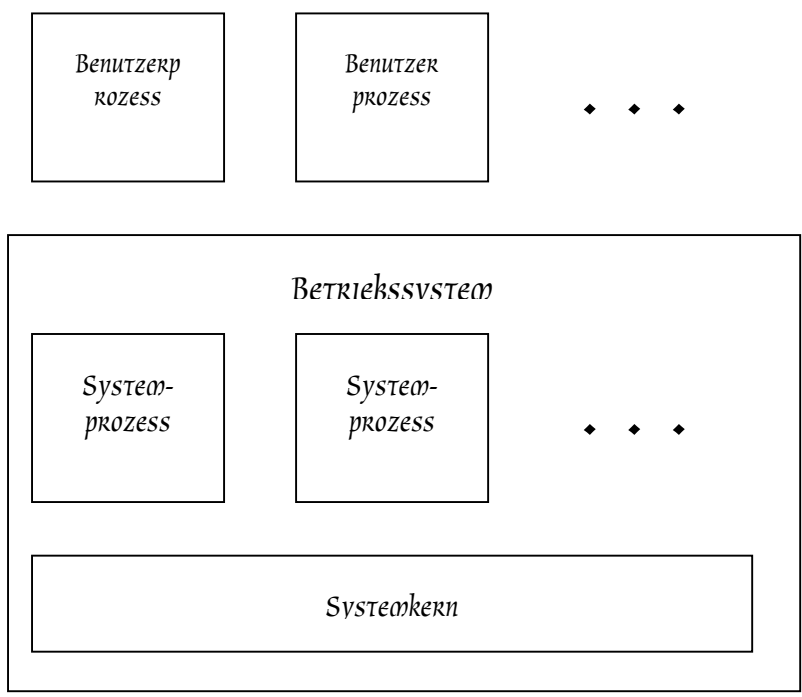 Benutzerp
rozess
Benutzer
prozess
Betriebssystem
System-
prozess
System-
prozess
Systemkern